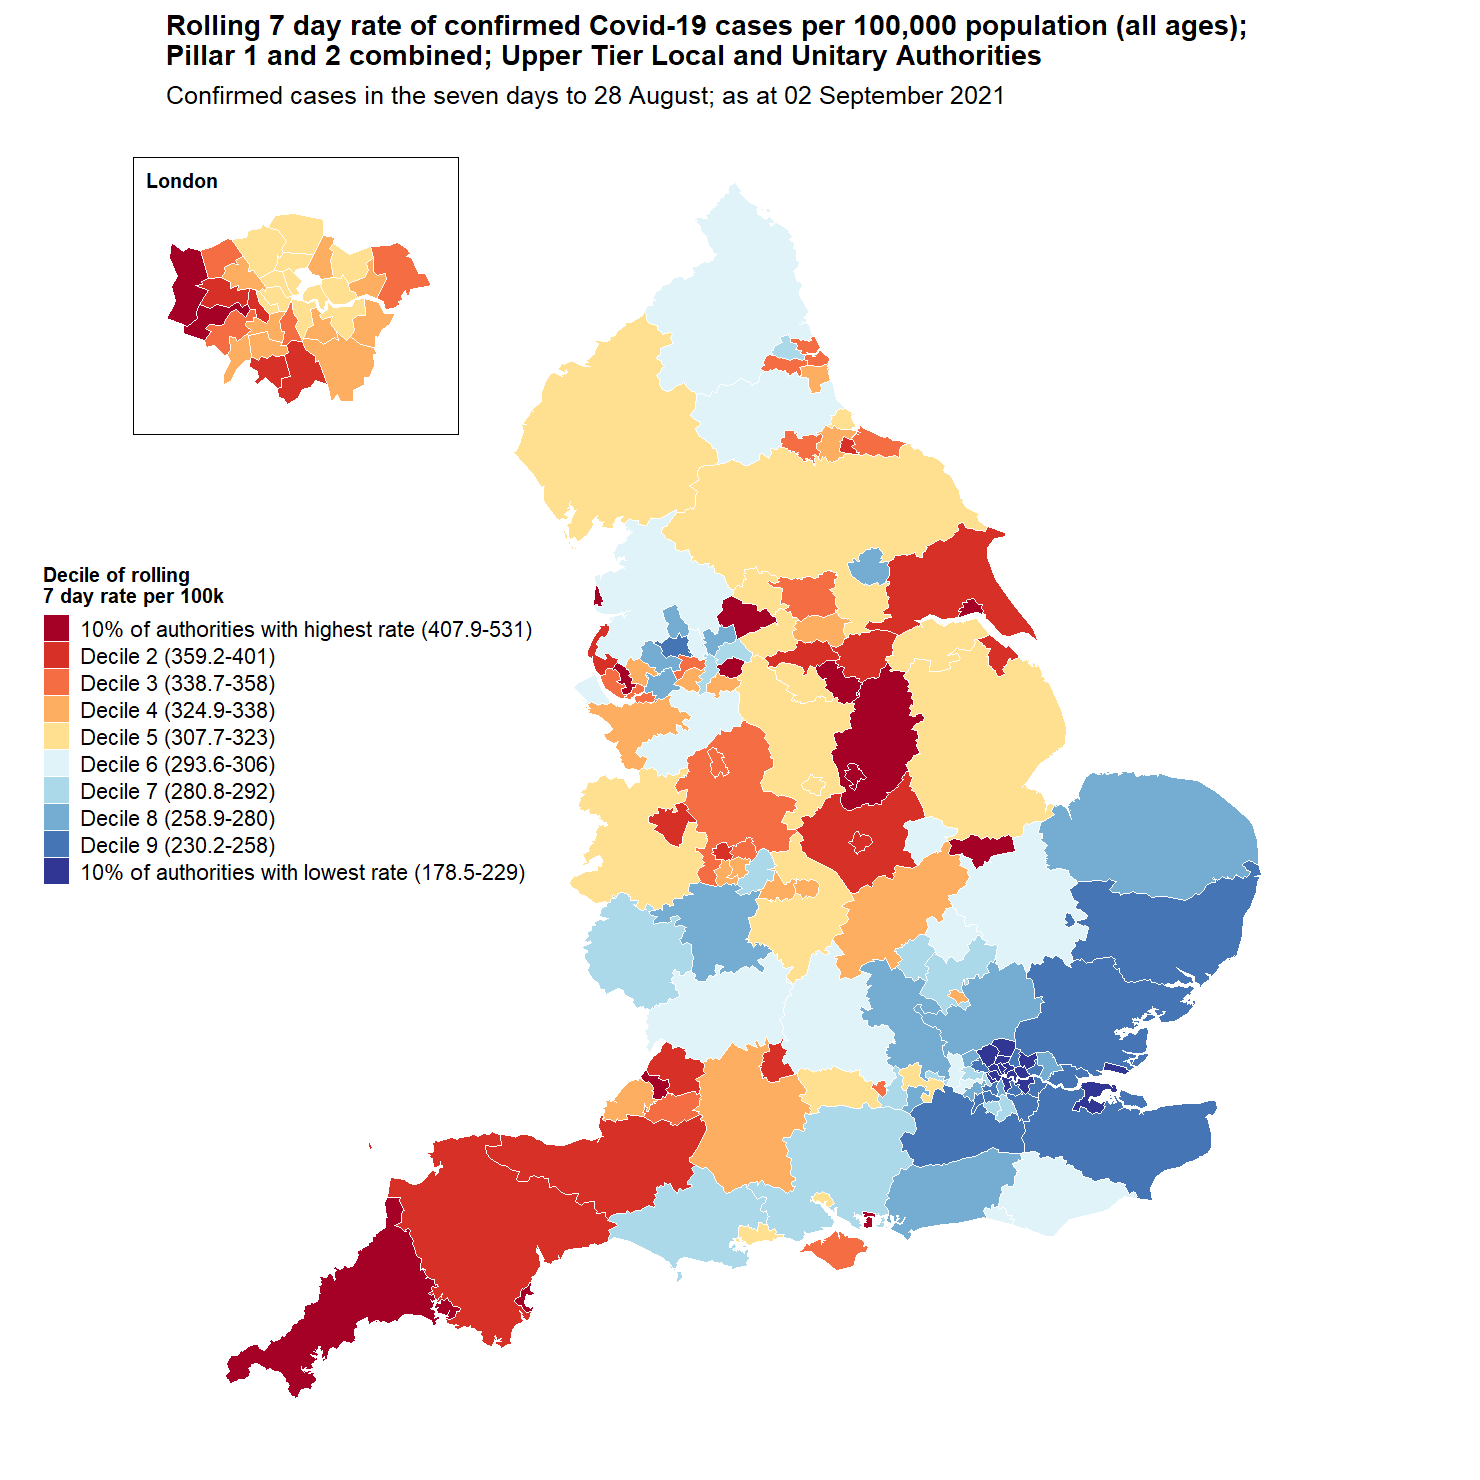 Rolling 7 day rate of confirmed Covid-19 cases per 100,000 population (all ages);
Pillar 1 and 2 combined; Upper Tier Local and Unitary Authorities
Confirmed cases in the seven days to 28 August; as at 02 September 2021
London
Decile of rolling
7 day rate per 100k
10% of authorities with highest rate (407.9-531)
Decile 2 (359.2-401)
Decile 3 (338.7-358)
Decile 4 (324.9-338)
Decile 5 (307.7-323)
Decile 6 (293.6-306)
Decile 7 (280.8-292)
Decile 8 (258.9-280)
Decile 9 (230.2-258)
10% of authorities with lowest rate (178.5-229)